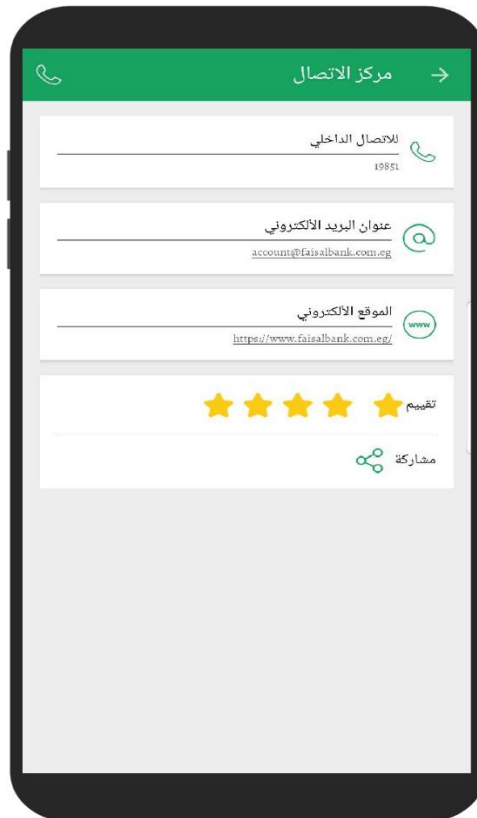 مركز الاتصال
للاتصال الداخلي
19851
عنوان البريد الألكتروني
account@faisalbank.com.eg
الموقع الألكتروني
www
https://www.faisalbank.com.eg/
تقييم
مشاركة